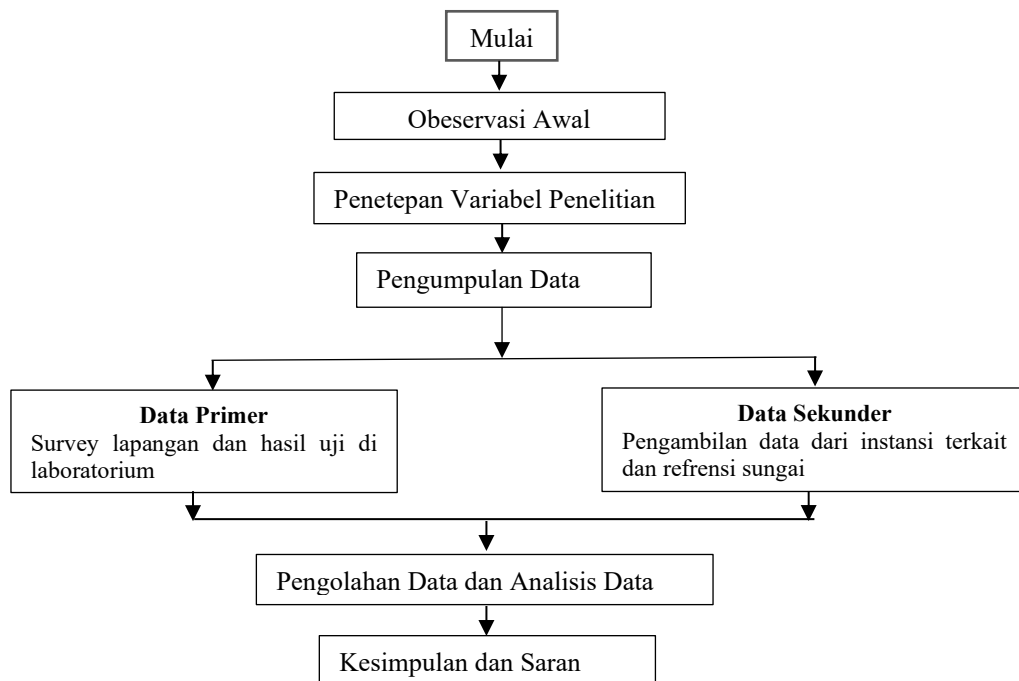 Mulai
Obeservasi Awal
Penetepan Variabel Penelitian
Pengumpulan Data
Data Primer
Survey lapangan dan hasil uji di
laboratorium
Data Sekunder
Pengambilan data dari instansi terkait
dan refrensi sungai
Pengolahan Data dan Analisis Data
Kesimpulan dan Saran